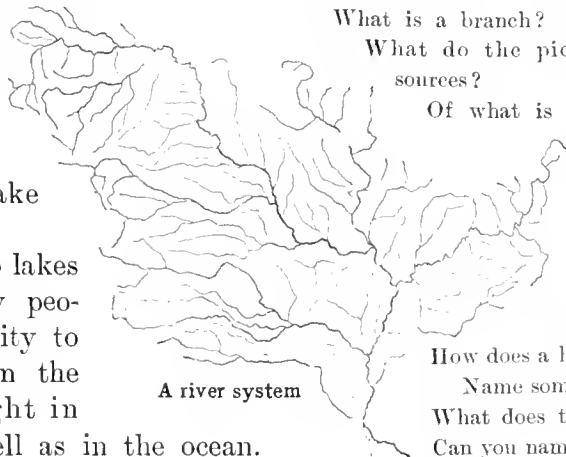 What is a branch?
What do the pic
sources?
Of what is
ake
lakes
peo-
ity to
n the
ht in
ell as in the ocean.
A river system
How does a l
Name som
What does t
Can you nam